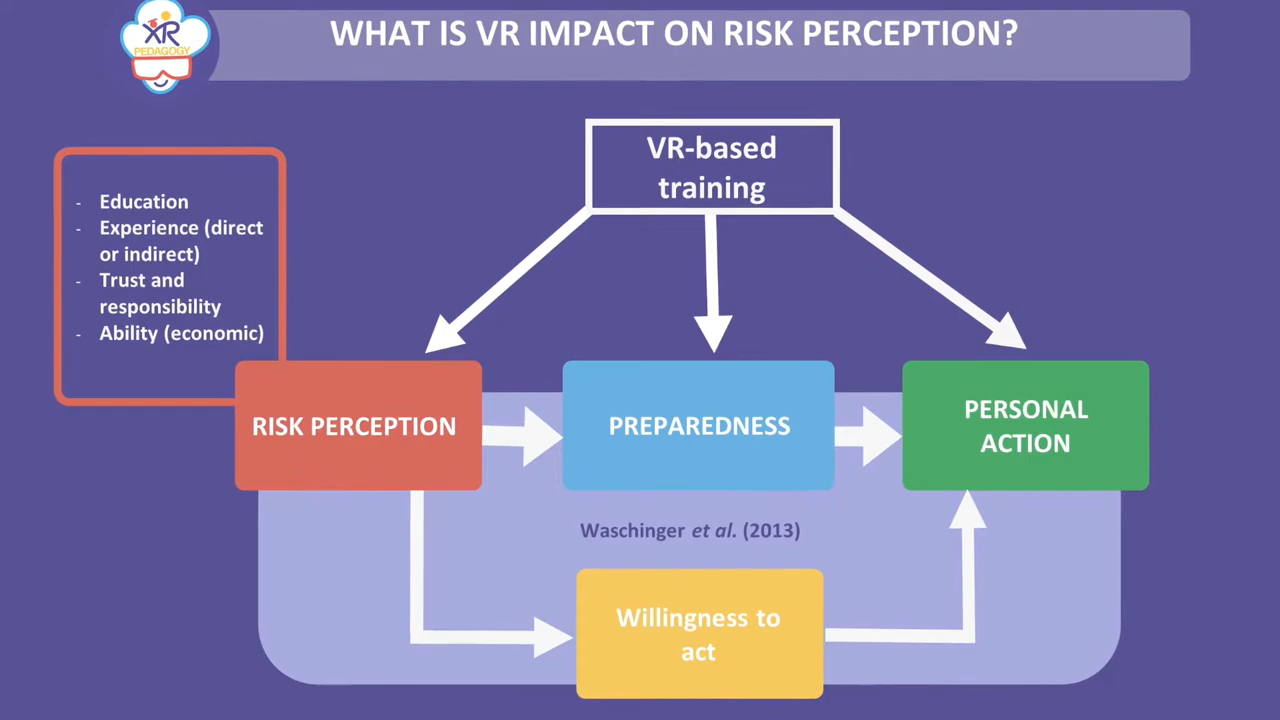 XR
PEDAGOGY
WHAT IS VR IMPACT ON RISK PERCEPTION?
VR-based
training
- Education
- Experience (direct
or indirect)
- Trust and
responsibility
- Ability (economic)
RISK PERCEPTION
PREPAREDNESS
PERSONAL
ACTION
Waschinger et al. (2013)
Willingness to
act